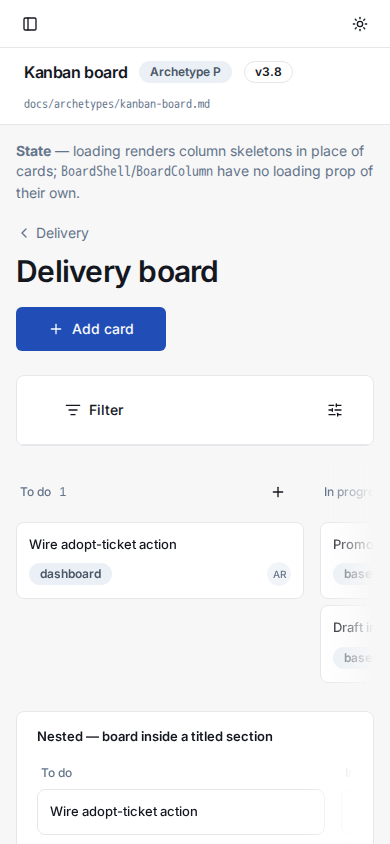 Kanban board Archetype P v3.8
docs/archetypes/kanban-board.md
State — loading renders column skeletons in place of
cards; BoardShell/BoardColumn have no loading prop of
their own.
Delivery
Delivery board
+ Add card
Filter
To do 1 + In progre
Wire adopt-ticket action
dashboard AR
Promo
base
Draft i
base
Nested — board inside a titled section
To do
Wire adopt-ticket action